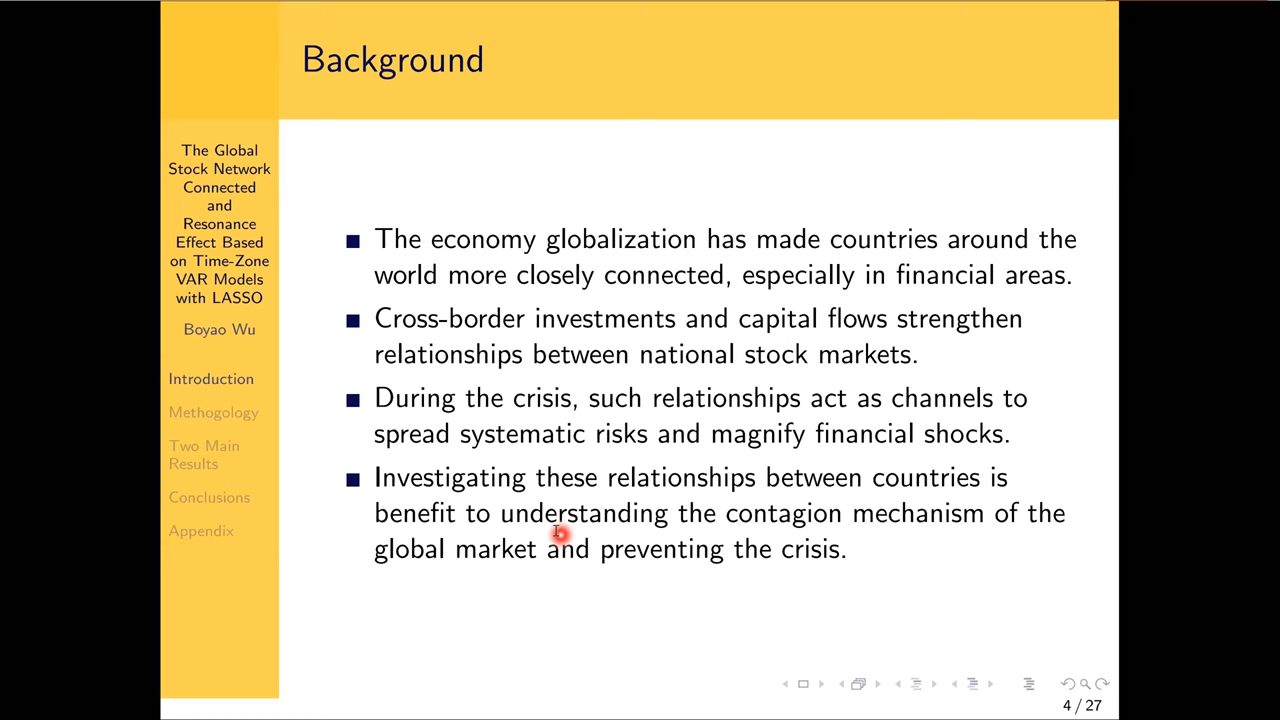 Background
The Global
Stock Network
Connected
and
Resonance
Effect Based
on Time-Zone
VAR Models
with LASSO
Boyao Wu
Introduction
Methogology
Two Main
Results
Conclusions
Appendix
The economy globalization has made countries around the
world more closely connected, especially in financial areas.
Cross-border investments and capital flows strengthen
relationships between national stock markets.
During the crisis, such relationships act as channels to
spread systematic risks and magnify financial shocks.
Investigating these relationships between countries is
benefit to understanding the contagion mechanism of the
global market and preventing the crisis.
4 / 27